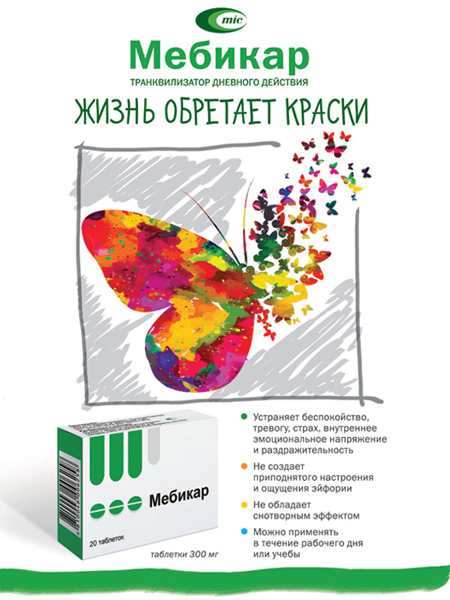 mic
Мебикар
ТРАНКВИЛИЗАТОР ДНЕВНОГО ДЕЙСТВИЯ
ЖИЗНЬ ОБРЕТАЕТ КРАСКИ
Устраняет беспокойство,
тревогу, страх, внутреннее
эмоциональное напряжение
и раздражительность
Не создает
приподнятого настроения
и ощущения эйфории
Не обладает
снотворным эффектом
Можно применять
в течение рабочего дня
или учебы
Мебикар
20 таблеток
таблетки 300 мг